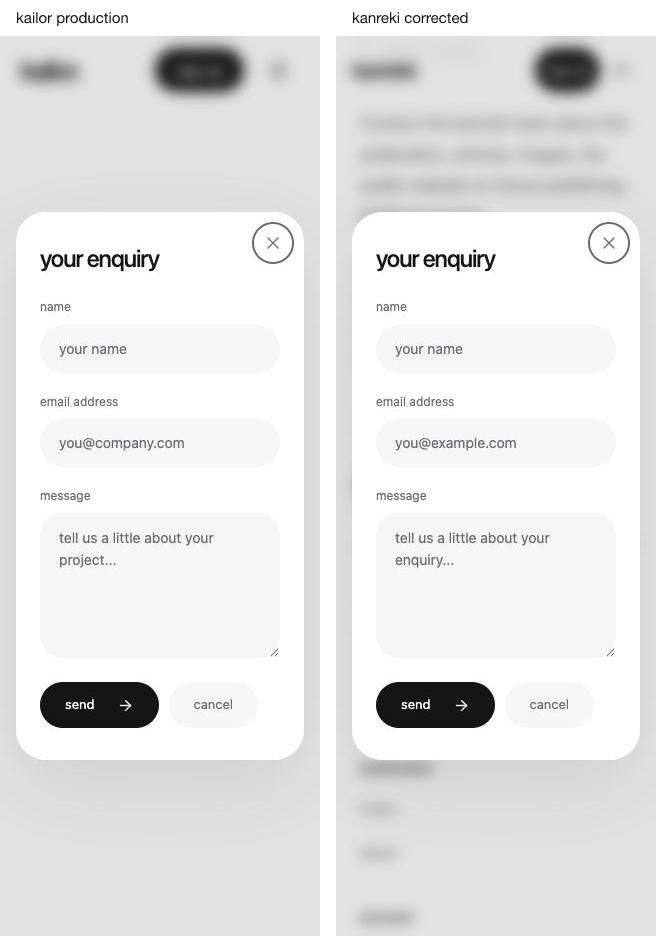 kailor production
your enquiry
name
your name
email address
you@company.com
message
tell us a little about your
project...
send
cancel
kanreki corrected
your enquiry
name
your name
email address
you@example.com
message
tell us a little about your
enquiry...
send
cancel